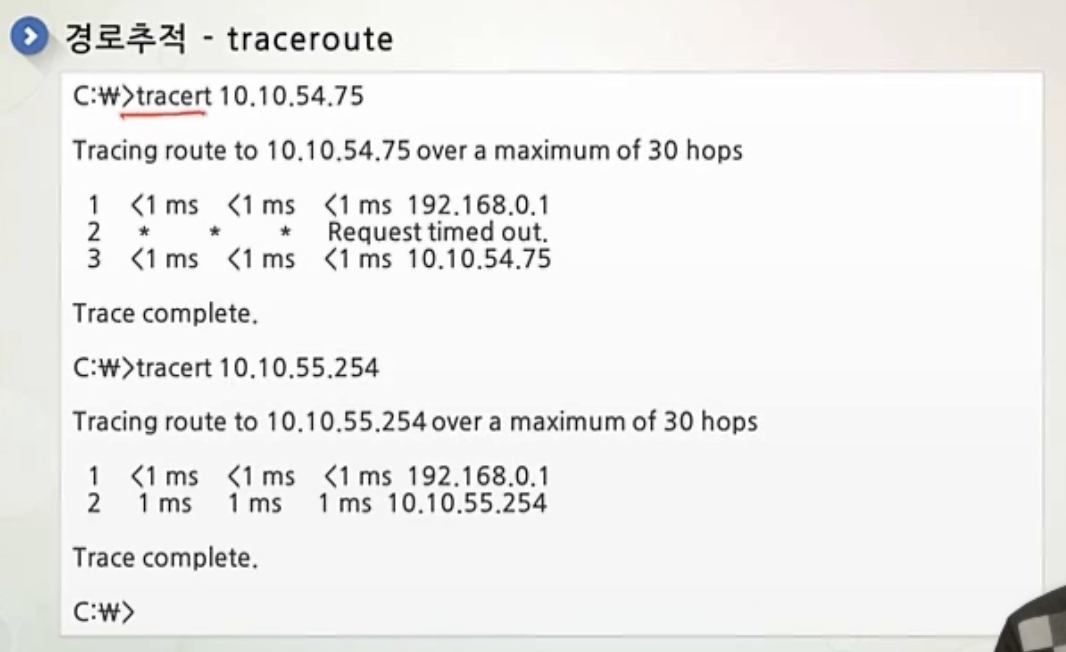 경로추적 - traceroute
C:₩>tracert 10.10.54.75
Tracing route to 10.10.54.75 over a maximum of 30 hops
1 <1 ms <1 ms <1 ms 192.168.0.1
2 * * * Request timed out.
3 <1 ms <1 ms <1 ms 10.10.54.75
Trace complete.
C:₩>tracert 10.10.55.254
Tracing route to 10.10.55.254 over a maximum of 30 hops
1 <1 ms <1 ms <1 ms 192.168.0.1
2 1 ms 1 ms 1 ms 10.10.55.254
Trace complete.
C:₩>